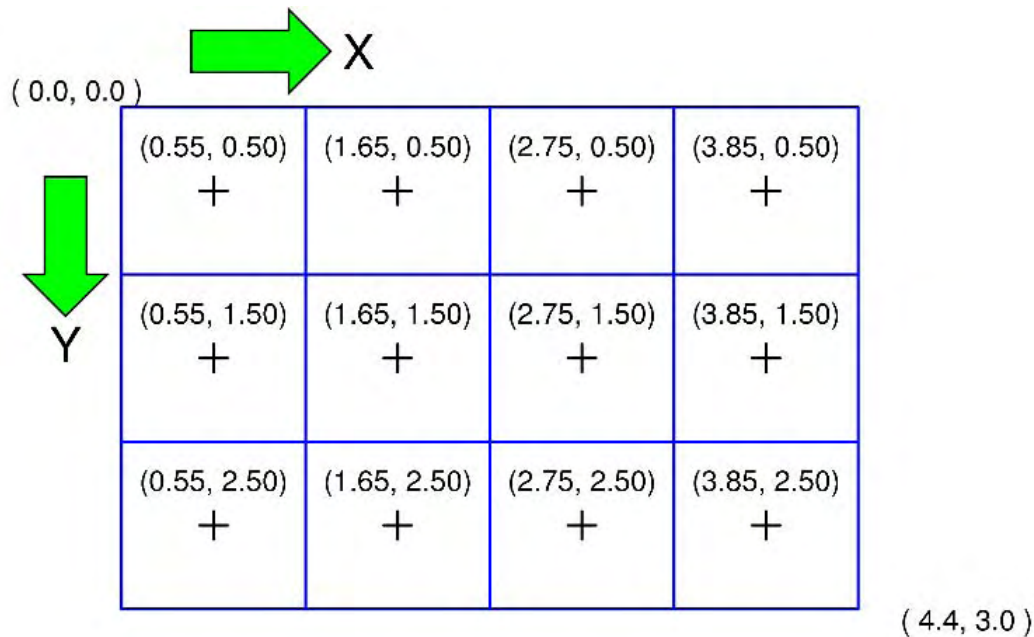 X
( 0.0, 0.0 )
(0.55, 0.50) (1.65, 0.50) (2.75, 0.50) (3.85, 0.50)
Y
(0.55, 1.50) (1.65, 1.50) (2.75, 1.50) (3.85, 1.50)
(0.55, 2.50) (1.65, 2.50) (2.75, 2.50) (3.85, 2.50)
( 4.4, 3.0 )